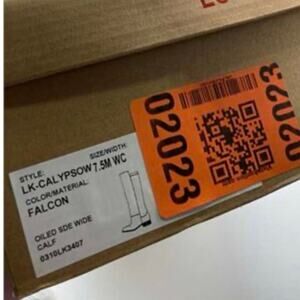 STYLE: SIZE/WIDTH:
LK-CALYPSOW 7.5M WC
COLOR/MATERIAL:
FALCON
OILED SDE WIDE
CALF
0310LK3407
02023
02023